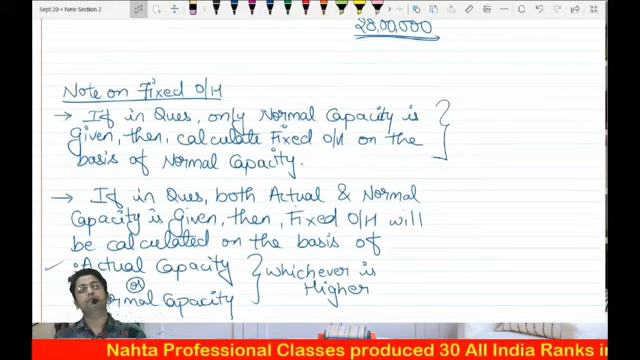 Sept.20 » New Section 2
28,00,000
Note on Fixed O/H
→ If in Ques, only Normal Capacity is
given, then, calculate Fixed O/H on the
basis of Normal Capacity.
→ If in Ques, both Actual & Normal
Capacity is given, then, Fixed O/H will
be calculated on the basis of
Actual Capacity
or
ormal Capacity
whichever is
Higher
Nahta Professional Classes produced 30 All India Ranks in